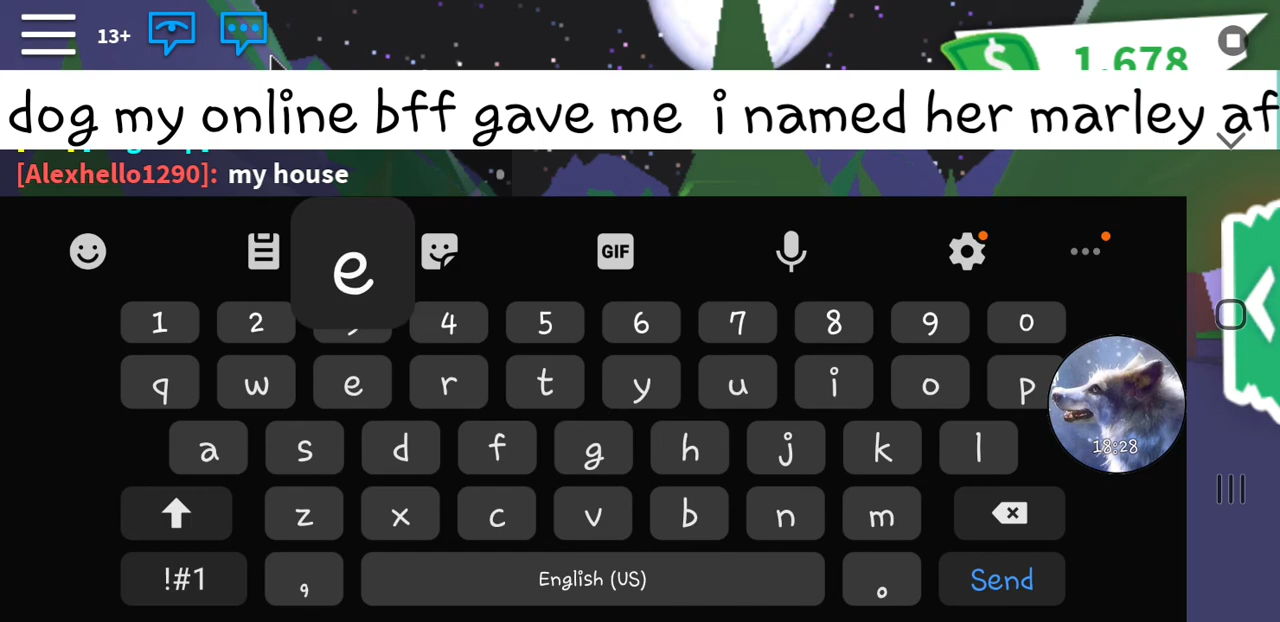 13+
1,678
dog my online bff gave me i named her marley af
[Alexhello1290]: my house
e
GIF
1 2 4 5 6 7 8 9 0
q w e r t y u i o p
18:28
a s d f g h j k l
z x c v b n m
!#1 , English (US) . Send